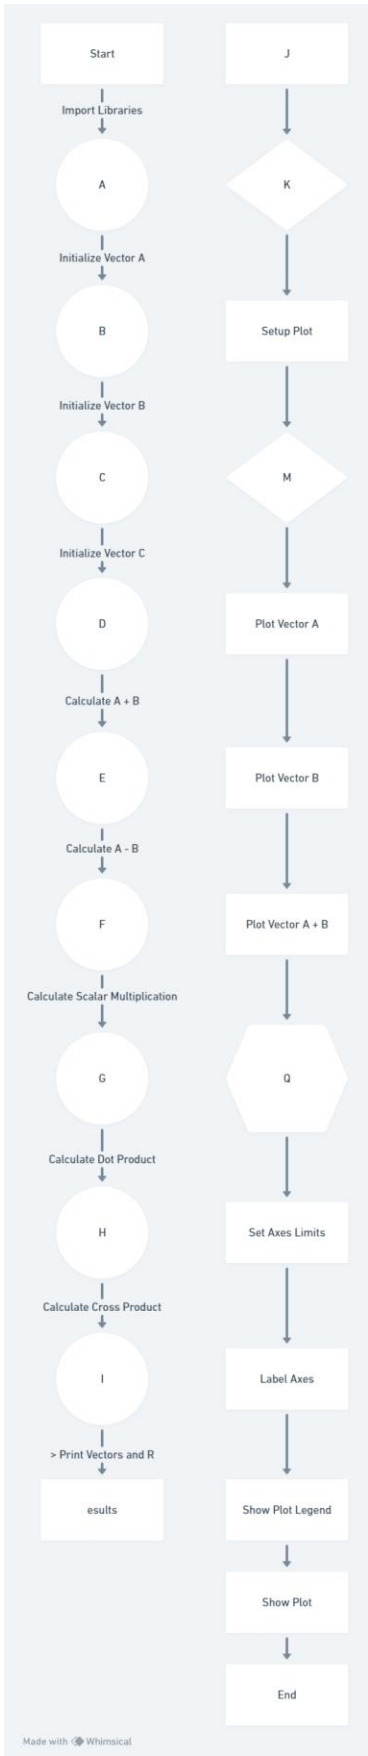 Start
Import Libraries
A
Initialize Vector A
B
Initialize Vector B
C
Initialize Vector C
D
Calculate A + B
E
Calculate A - B
F
Calculate Scalar Multiplication
G
Calculate Dot Product
H
Calculate Cross Product
I
> Print Vectors and R
esults
J
K
Setup Plot
M
Plot Vector A
Plot Vector B
Plot Vector A + B
Q
Set Axes Limits
Label Axes
Show Plot Legend
Show Plot
End
Made with Whimsical